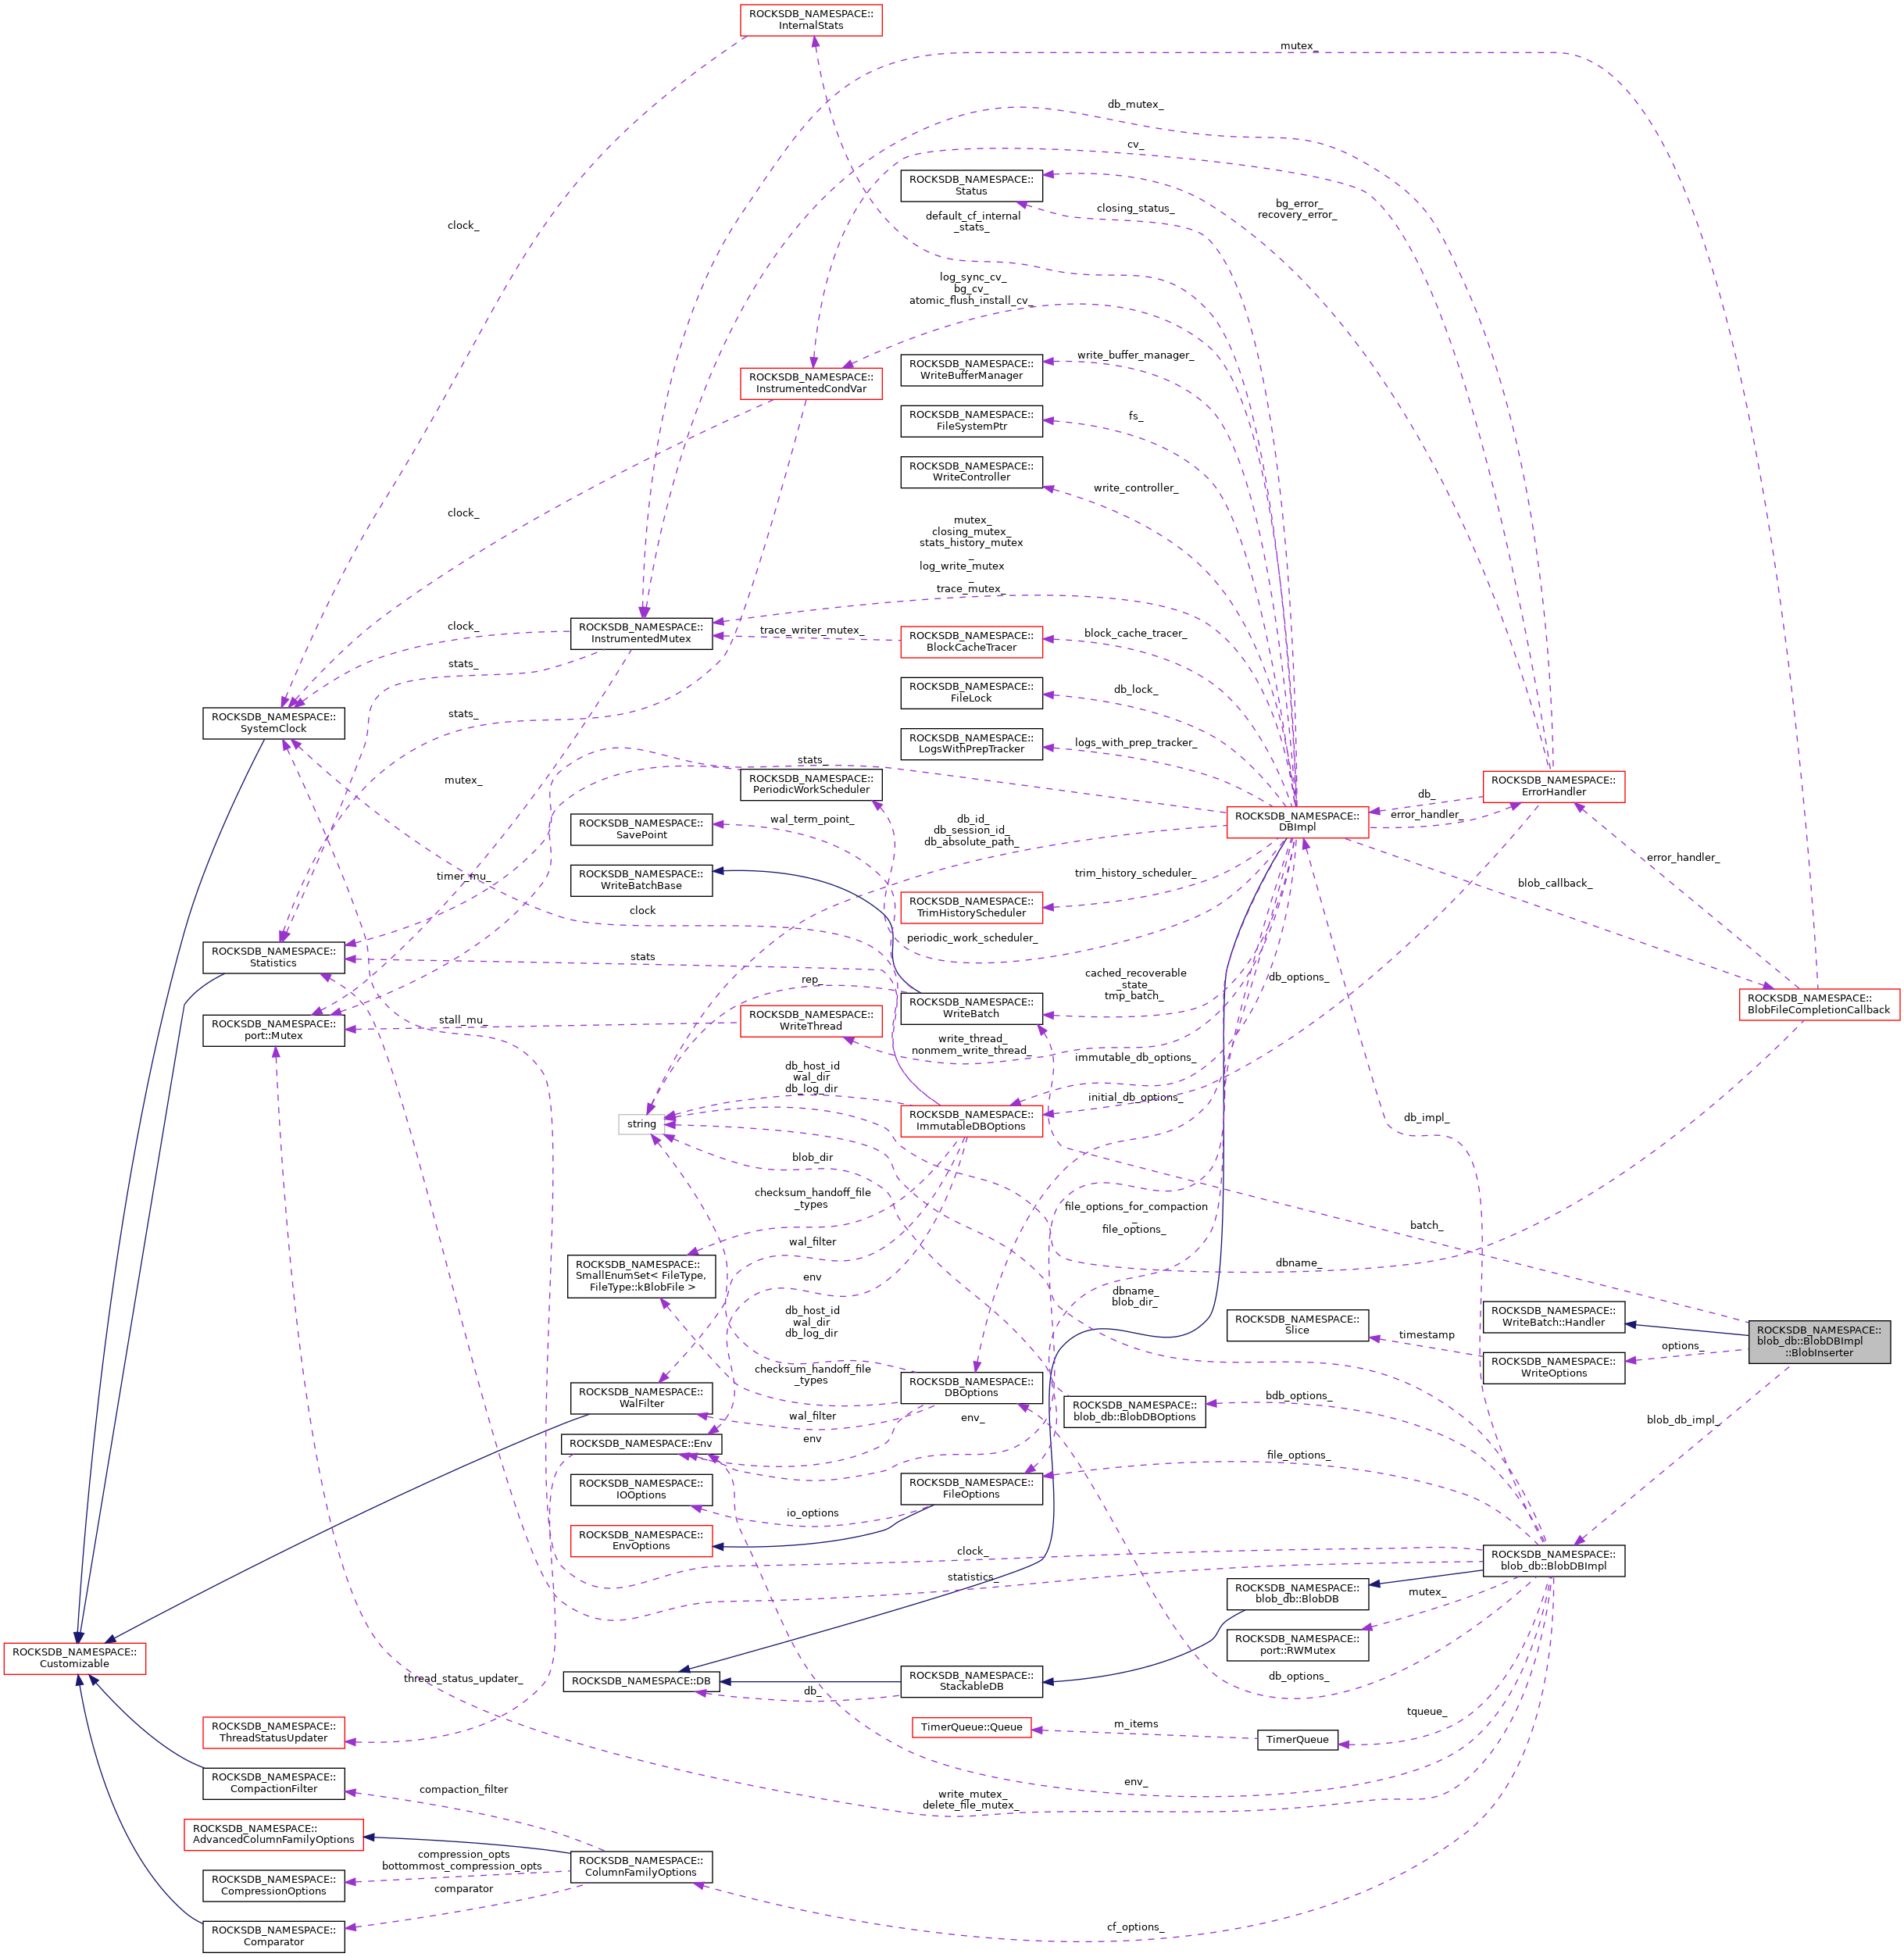 ROCKSDB_NAMESPACE::
InternalStats
mutex_
db_mutex_
cv_
ROCKSDB_NAMESPACE::
Status
closing_status_
bg_error_
recovery_error_
default_cf_internal
_stats_
clock_
log_sync_cv_
bg_cv_
atomic_flush_install_cv_
ROCKSDB_NAMESPACE::
InstrumentedCondVar
ROCKSDB_NAMESPACE::
WriteBufferManager
write_buffer_manager_
ROCKSDB_NAMESPACE::
FileSystemPtr
fs_
ROCKSDB_NAMESPACE::
WriteController
write_controller_
clock_
mutex_
closing_mutex_
stats_history_mutex
_
log_write_mutex
_
trace_mutex_
ROCKSDB_NAMESPACE::
InstrumentedMutex
clock_
trace_writer_mutex_
ROCKSDB_NAMESPACE::
BlockCacheTracer
block_cache_tracer_
stats_
ROCKSDB_NAMESPACE::
FileLock
db_lock_
ROCKSDB_NAMESPACE::
SystemClock
stats_
ROCKSDB_NAMESPACE::
LogsWithPrepTracker
logs_with_prep_tracker_
stats_
mutex_
ROCKSDB_NAMESPACE::
PeriodicWorkScheduler
ROCKSDB_NAMESPACE::
ErrorHandler
db_
error_handler_
ROCKSDB_NAMESPACE::
DBImpl
ROCKSDB_NAMESPACE::
SavePoint
wal_term_point_
db_id_
db_session_id_
db_absolute_path_
error_handler_
timer_mu_
ROCKSDB_NAMESPACE::
WriteBatchBase
trim_history_scheduler_
blob_callback_
ROCKSDB_NAMESPACE::
TrimHistoryScheduler
clock
periodic_work_scheduler_
ROCKSDB_NAMESPACE::
Statistics
stats
rep_
cached_recoverable
_state_
tmp_batch_
db_options_
ROCKSDB_NAMESPACE::
WriteBatch
ROCKSDB_NAMESPACE::
BlobFileCompletionCallback
ROCKSDB_NAMESPACE::
port::Mutex
stall_mu_
ROCKSDB_NAMESPACE::
WriteThread
write_thread_
nonmem_write_thread_
immutable_db_options_
db_host_id
wal_dir
db_log_dir
initial_db_options_
string
ROCKSDB_NAMESPACE::
ImmutableDBOptions
db_impl_
blob_dir
checksum_handoff_file
_types
file_options_for_compaction
_
file_options_
batch_
wal_filter
dbname_
ROCKSDB_NAMESPACE::
SmallEnumSet< FileType,
FileType::kBlobFile >
env
dbname_
blob_dir_
db_host_id
wal_dir
db_log_dir
ROCKSDB_NAMESPACE::
Slice
timestamp
ROCKSDB_NAMESPACE::
WriteBatch::Handler
ROCKSDB_NAMESPACE::
blob_db::BlobDBImpl
::BlobInserter
options_
ROCKSDB_NAMESPACE::
WriteOptions
checksum_handoff_file
_types
ROCKSDB_NAMESPACE::
DBOptions
ROCKSDB_NAMESPACE::
WalFilter
wal_filter
env_
ROCKSDB_NAMESPACE::
blob_db::BlobDBOptions
bdb_options_
blob_db_impl_
ROCKSDB_NAMESPACE::Env
env
file_options_
ROCKSDB_NAMESPACE::
IOOptions
io_options
ROCKSDB_NAMESPACE::
FileOptions
ROCKSDB_NAMESPACE::
EnvOptions
clock_
statistics_
ROCKSDB_NAMESPACE::
blob_db::BlobDBImpl
ROCKSDB_NAMESPACE::
blob_db::BlobDB
mutex_
ROCKSDB_NAMESPACE::
port::RWMutex
ROCKSDB_NAMESPACE::
Customizable
thread_status_updater_
ROCKSDB_NAMESPACE::DB
db_
ROCKSDB_NAMESPACE::
StackableDB
db_options_
ROCKSDB_NAMESPACE::
ThreadStatusUpdater
TimerQueue::Queue
m_items
TimerQueue
tqueue_
ROCKSDB_NAMESPACE::
CompactionFilter
compaction_filter
write_mutex_
delete_file_mutex_
env_
ROCKSDB_NAMESPACE::
AdvancedColumnFamilyOptions
compression_opts
bottommost_compression_opts
ROCKSDB_NAMESPACE::
ColumnFamilyOptions
ROCKSDB_NAMESPACE::
CompressionOptions
comparator
ROCKSDB_NAMESPACE::
Comparator
cf_options_